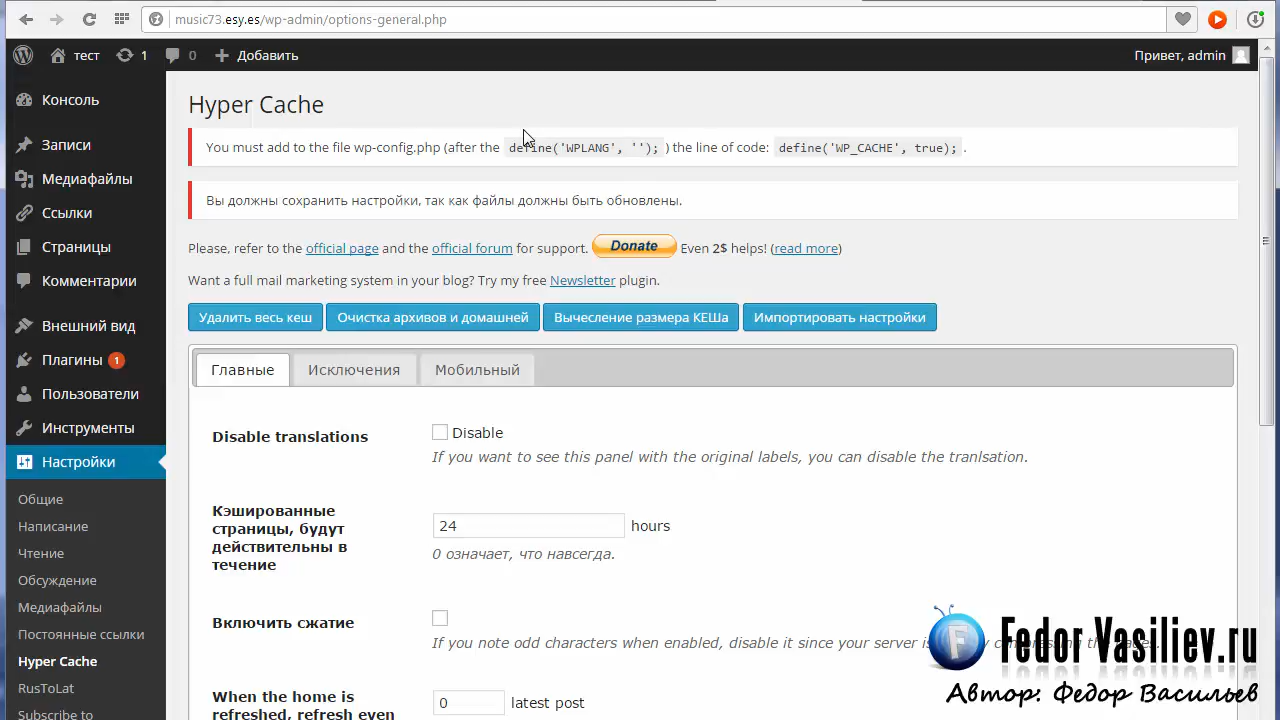 music73.esy.es/wp-admin/options-general.php
тест
1
0
Добавить
Привет, admin
Консоль
Записи
Медиафайлы
Ссылки
Страницы
Комментарии
Внешний вид
Плагины 1
Пользователи
Инструменты
Настройки
Общие
Написание
Чтение
Обсуждение
Медиафайлы
Постоянные ссылки
Hyper Cache
RusToLat
Subscribe to
Hyper Cache
You must add to the file wp-config.php (after the define('WPLANG', ''); ) the line of code: define('WP_CACHE', true); .
Вы должны сохранить настройки, так как файлы должны быть обновлены.
Please, refer to the official page and the official forum for support. Donate Even 2$ helps! (read more)
Want a full mail marketing system in your blog? Try my free Newsletter plugin.
Удалить весь кеш
Очистка архивов и домашней
Вычесление размера КЕШа
Импортировать настройки
Главные
Исключения
Мобильный
Disable translations
Disable
If you want to see this panel with the original labels, you can disable the tranlsation.
Кэшированные
страницы, будут
действительны в
течение
24 hours
0 означает, что навсегда.
Включить сжатие
If you note odd characters when enabled, disable it since your server is
When the home is
refreshed, refresh even
0 latest post
Fedor Vasiliev.ru
Автор: Федор Васильев